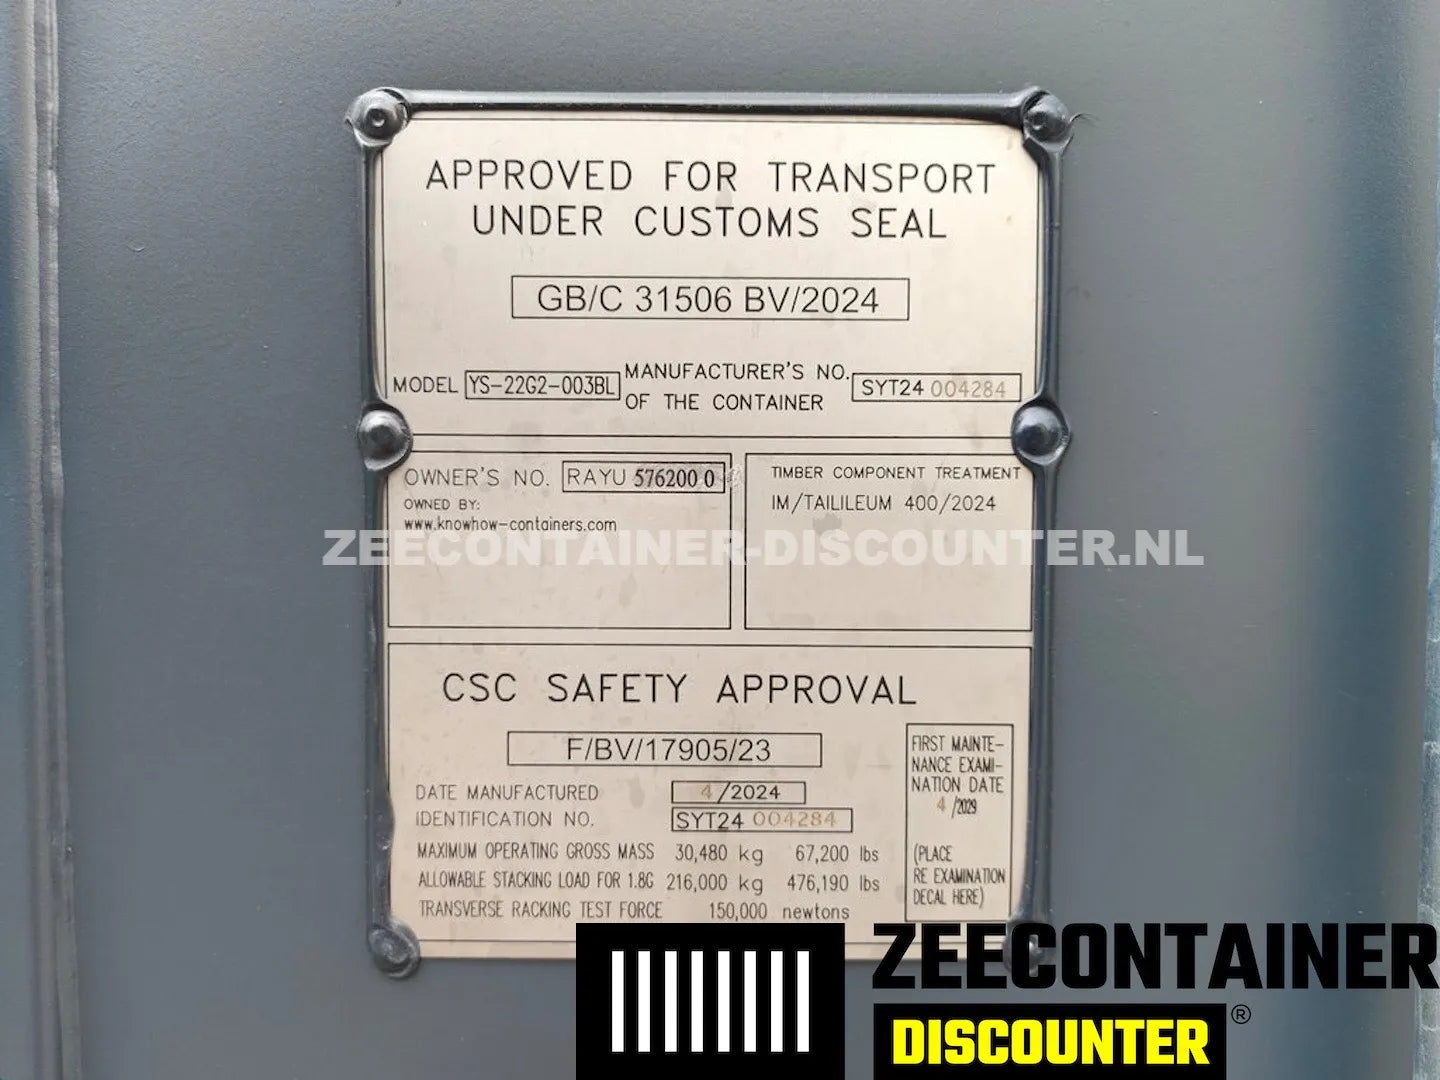 APPROVED FOR TRANSPORT
UNDER CUSTOMS SEAL
GB/C 31506 BV/2024
MODEL YS-22G2-003BL MANUFACTURER'S NO.
OF THE CONTAINER SYT24 004284
OWNER'S NO. RAYU 576200 0
OWNED BY:
www.knowhow-containers.com
TIMBER COMPONENT TREATMENT
IM/TAILILEUM 400/2024
ZEECONTAINER-DISCOUNTER.NL
CSC SAFETY APPROVAL
F/BV/17905/23
DATE MANUFACTURED 4/2024
IDENTIFICATION NO. SYT24 004284
MAXIMUM OPERATING GROSS MASS 30,480 kg 67,200 lbs
ALLOWABLE STACKING LOAD FOR 1.8G 216,000 kg 476,190 lbs
TRANSVERSE RACKING TEST FORCE 150,000 newtons
FIRST MAINTE-
NANCE EXAMI-
NATION DATE
4 /2029
(PLACE
RE EXAMINATION
DECAL HERE)
ZEECONTAINER
DISCOUNTER ®